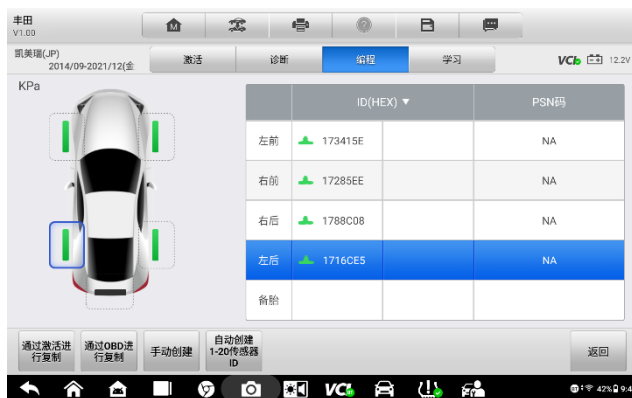 丰田
V1.00
凯美瑞(JP)
2014/09-2021/12(金
激活
诊断
编程
学习
VCI
12.2V
KPa
ID(HEX) ▼
PSN码
左前
173415E
NA
右前
17285EE
NA
右后
1788C08
NA
左后
1716CE5
NA
备胎
通过激活进
行复制
通过OBD进
行复制
手动创建
自动创建
1-20传感器
ID
返回
VCI
42%
9:4